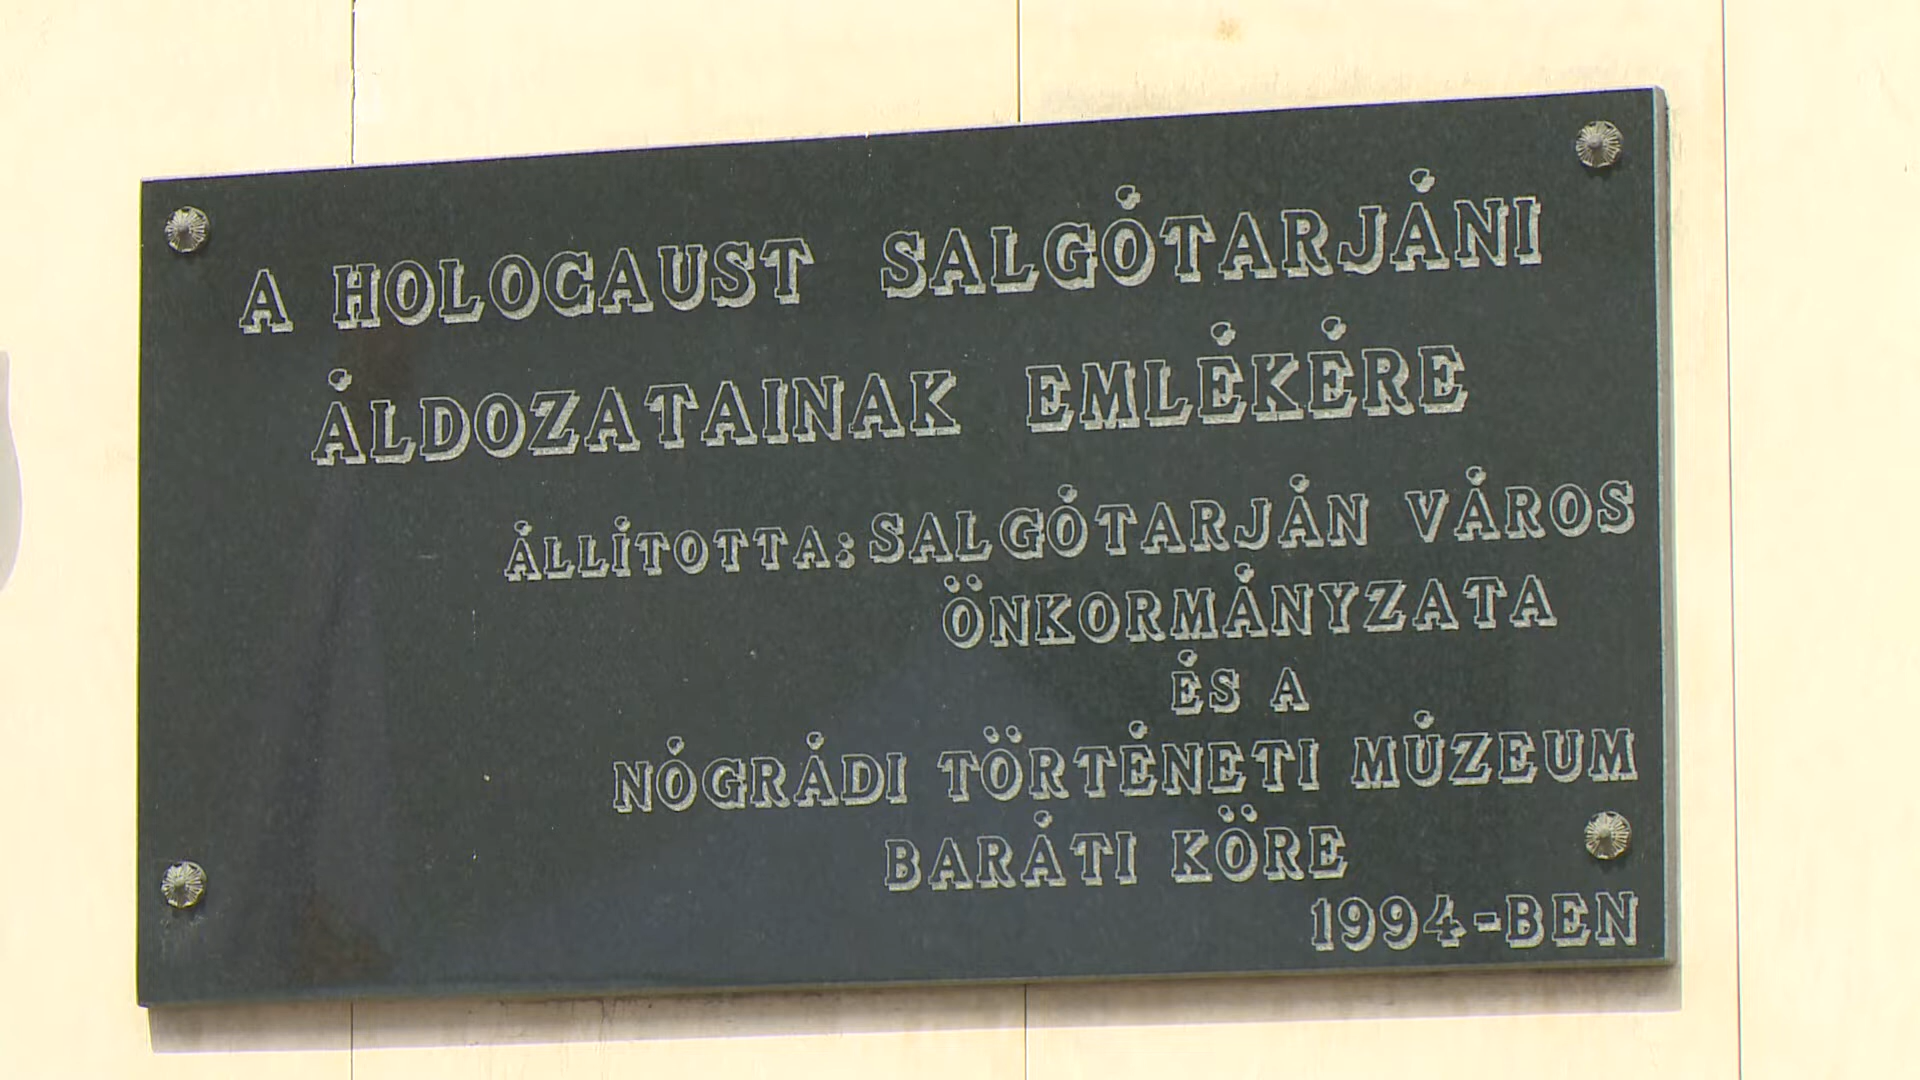 A HOLOCAUST SALGÓTARJÁNI
ÁLDOZATAINAK EMLÉKÉRE
ÁLLÍTOTTA: SALGÓTARJÁN VÁROS
ÖNKORMÁNYZATA
ÉS A
NÓGRÁDI TÖRTÉNETI MÚZEUM
BARÁTI KÖRE
1994-BEN